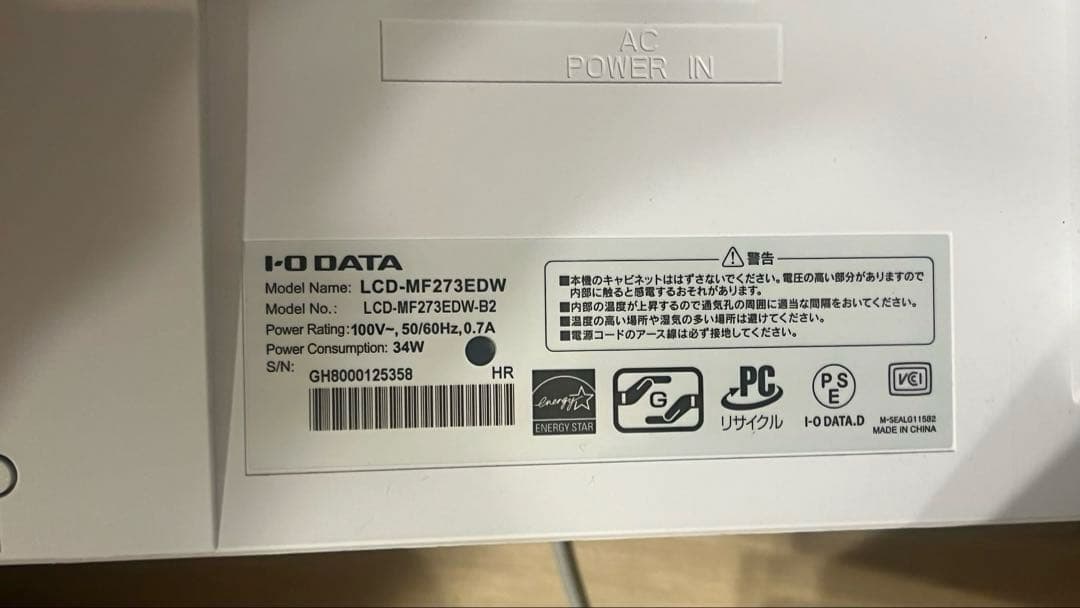 AC
POWER IN
I-O DATA
Model Name: LCD-MF273EDW
Model No.: LCD-MF273EDW-B2
Power Rating:100V~, 50/60Hz, 0.7A
Power Consumption: 34W
S/N:
GH8000125358 HR
警告
■本機のキャビネットははずさないでください。電圧の高い部分がありますので
内部に触ると感電するおそれがあります。
■内部の温度が上昇するので通気孔の周囲に適当な間隔をおいてください。
■温度の高い場所や湿気の多い場所は避けてください。
■電源コードのアース線は必ず接地してください。
energy
ENERGY STAR
G
PC
リサイクル
PS
E
I-O DATA.D
VCI
M-SEALG11582
MADE IN CHINA